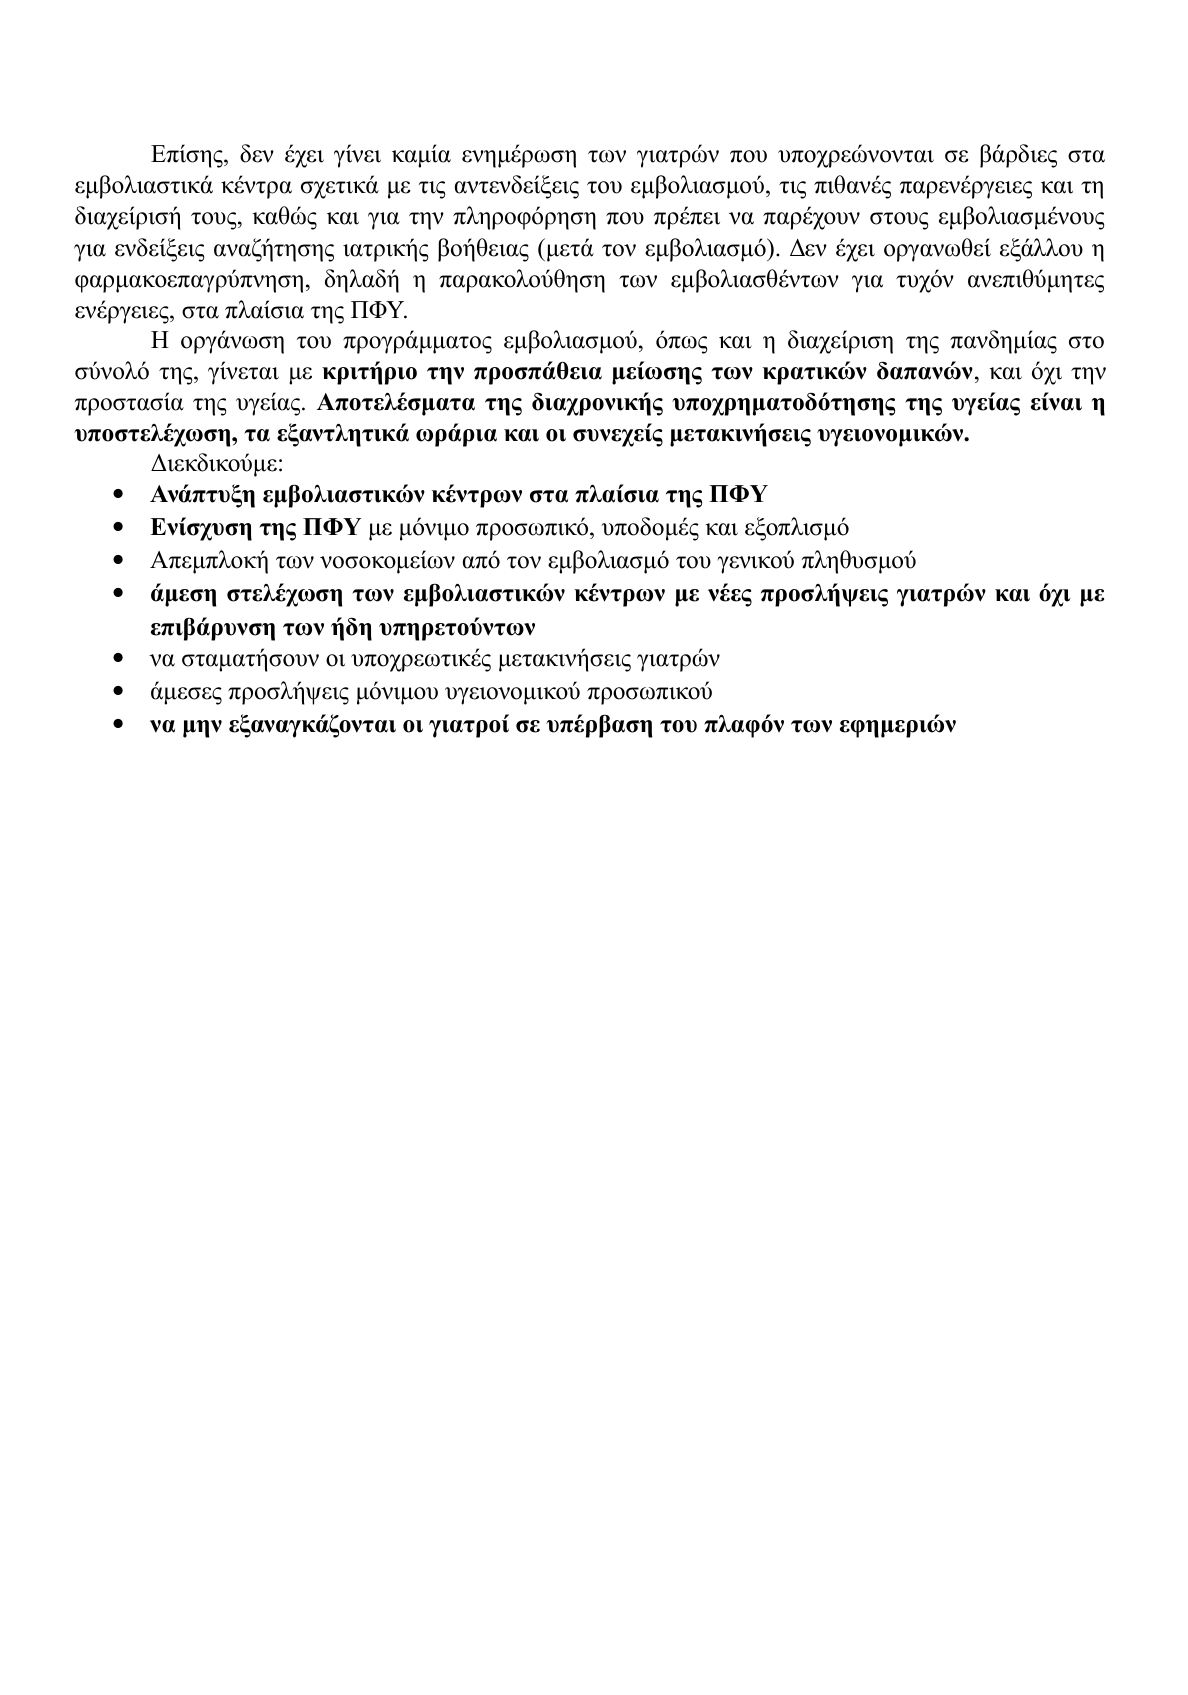 Επίσης, δεν έχει γίνει καμία ενημέρωση των γιατρών που υποχρεώνονται σε βάρδιες στα
εμβολιαστικά κέντρα σχετικά με τις αντενδείξεις του εμβολιασμού, τις πιθανές παρενέργειες και τη
διαχείρισή τους, καθώς και για την πληροφόρηση που πρέπει να παρέχουν στους εμβολιασμένους
για ενδείξεις αναζήτησης ιατρικής βοήθειας (μετά τον εμβολιασμό). Δεν έχει οργανωθεί εξάλλου η
φαρμακοεπαγρύπνηση, δηλαδή η παρακολούθηση των εμβολιασθέντων για τυχόν ανεπιθύμητες
ενέργειες, στα πλαίσια της ΠΦΥ.
Η οργάνωση του προγράμματος εμβολιασμού, όπως και η διαχείριση της πανδημίας στο
σύνολό της, γίνεται με κριτήριο την προσπάθεια μείωσης των κρατικών δαπανών, και όχι την
προστασία της υγείας. Αποτελέσματα της διαχρονικής υποχρηματοδότησης της υγείας είναι η
υποστελέχωση, τα εξαντλητικά ωράρια και οι συνεχείς μετακινήσεις υγειονομικών.
Διεκδικούμε:
• Ανάπτυξη εμβολιαστικών κέντρων στα πλαίσια της ΠΦΥ
• Ενίσχυση της ΠΦΥ με μόνιμο προσωπικό, υποδομές και εξοπλισμό
• Απεμπλοκή των νοσοκομείων από τον εμβολιασμό του γενικού πληθυσμού
• άμεση στελέχωση των εμβολιαστικών κέντρων με νέες προσλήψεις γιατρών και όχι με
επιβάρυνση των ήδη υπηρετούντων
• να σταματήσουν οι υποχρεωτικές μετακινήσεις γιατρών
• άμεσες προσλήψεις μόνιμου υγειονομικού προσωπικού
• να μην εξαναγκάζονται οι γιατροί σε υπέρβαση του πλαφόν των εφημεριών